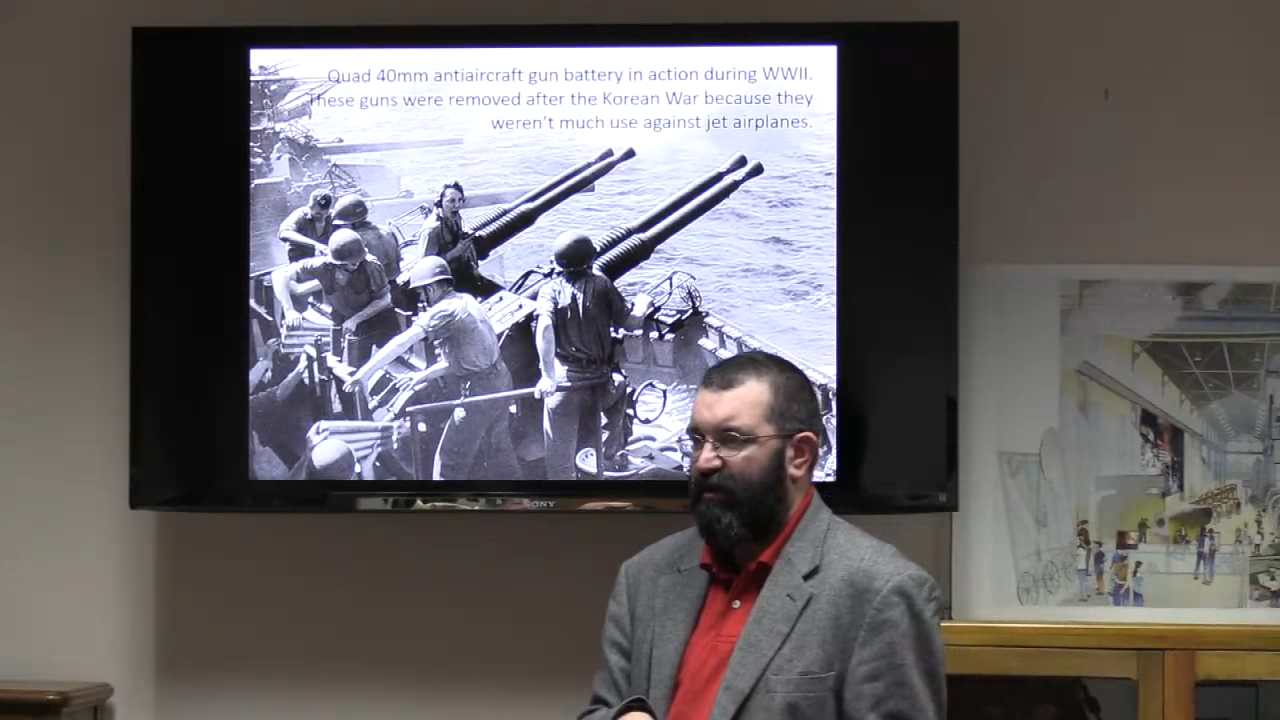 Quad 40mm antiaircraft gun battery in action during WWII.
These guns were removed after the Korean War because they
weren't much use against jet airplanes.
SONY